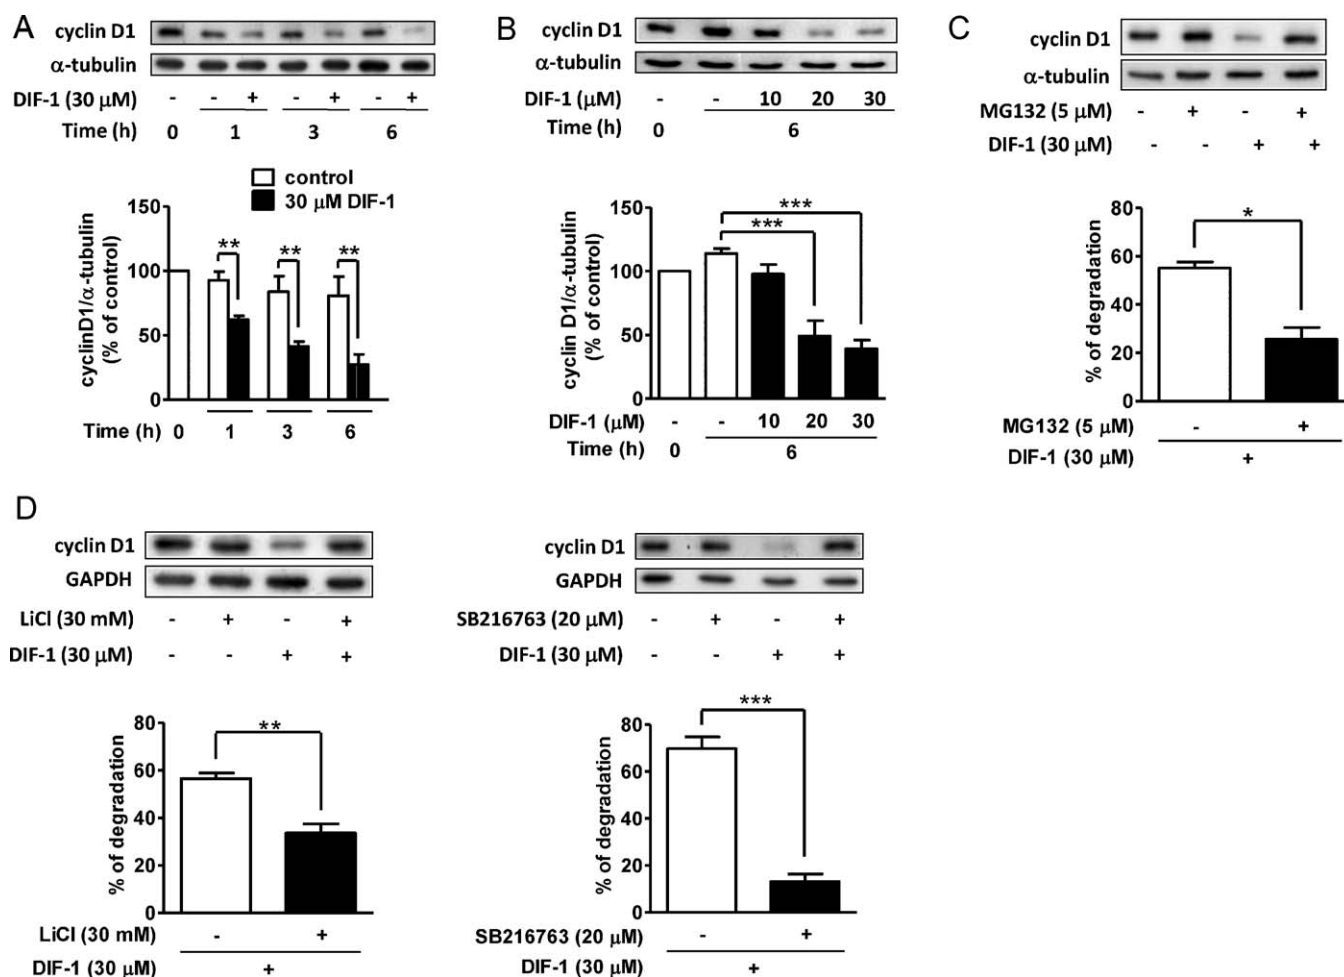 A
cyclin D1
α-tubulin
DIF-1 (30 μM) - - + - + - +
Time (h) 0 1 3 6
control
30 μM DIF-1
cyclinD1/α-tubulin
(% of control)
150
100
50
0
** ** **
Time (h) 0 1 3 6
B
cyclin D1
α-tubulin
DIF-1 (μM) - - 10 20 30
Time (h) 0 6
cyclin D1/α-tubulin
(% of control)
150
100
50
0
***
***
DIF-1 (μM) - - 10 20 30
Time (h) 0 6
C
cyclin D1
α-tubulin
MG132 (5 μM) - + - +
DIF-1 (30 μM) - - + +
% of degradation
80
60
40
20
0
*
MG132 (5 μM) - +
DIF-1 (30 μM) +
D
cyclin D1
GAPDH
LiCl (30 mM) - + - +
DIF-1 (30 μM) - - + +
% of degradation
80
60
40
20
0
**
LiCl (30 mM) - +
DIF-1 (30 μM) +
cyclin D1
GAPDH
SB216763 (20 μM) - + - +
DIF-1 (30 μM) - - + +
% of degradation
80
60
40
20
0
***
SB216763 (20 μM) - +
DIF-1 (30 μM) +